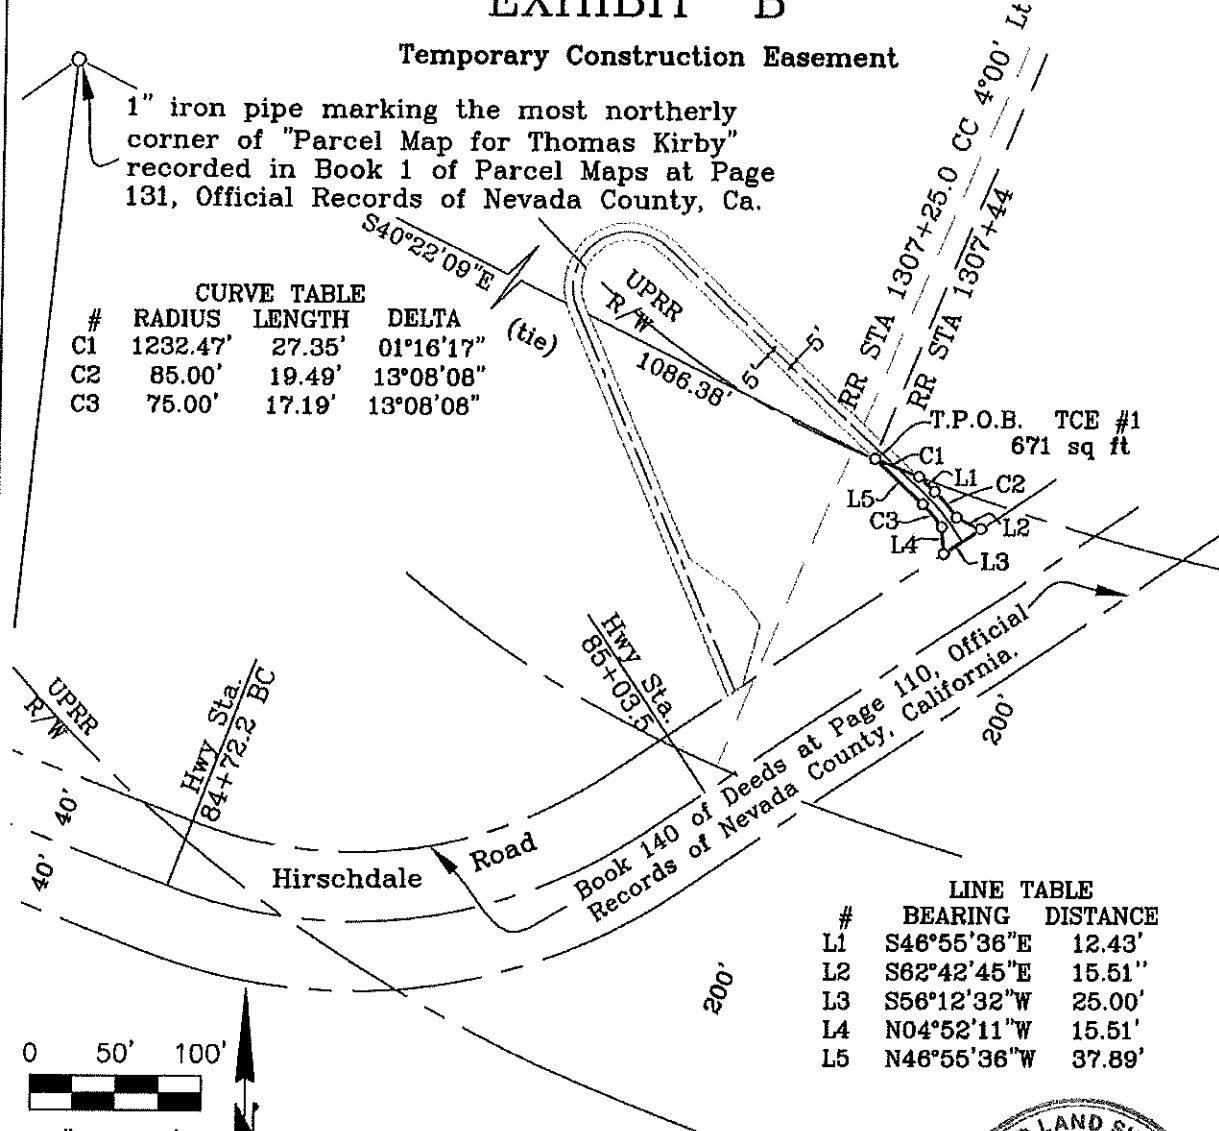 EXHIBIT "B"
Temporary Construction Easement
1" iron pipe marking the most northerly
corner of "Parcel Map for Thomas Kirby"
recorded in Book 1 of Parcel Maps at Page
131, Official Records of Nevada County, Ca.
S40°22'09"E
(tie)
1086.38'
UPRR
R/W
5'
5'
RR STA 1307+25.0 CC 4°00' Lt
RR STA 1307+44
CURVE TABLE
# RADIUS LENGTH DELTA
C1 1232.47' 27.35' 01°16'17"
C2 85.00' 19.49' 13°08'08"
C3 75.00' 17.19' 13°08'08"
T.P.O.B. TCE #1
671 sq ft
C1
L1
C2
L5
C3
L2
L4
L3
Hwy Sta.
85+03.5
UPRR
R/W
Hwy Sta.
84+72.2 BC
40'
40'
Hirschdale Road
Book 140 of Deeds at Page 110, Official
Records of Nevada County, California.
200'
200'
LINE TABLE
# BEARING DISTANCE
L1 S46°55'36"E 12.43'
L2 S62°42'45"E 15.51''
L3 S56°12'32"W 25.00'
L4 N04°52'11"W 15.51'
L5 N46°55'36"W 37.89'
0 50' 100'
LAND